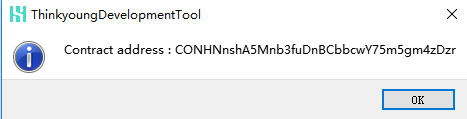 ThinkyoungDevelopmentTool
Contract address : CONHNnshA5Mnb3fuDnBCbbcwY75m5gm4zDzr
OK